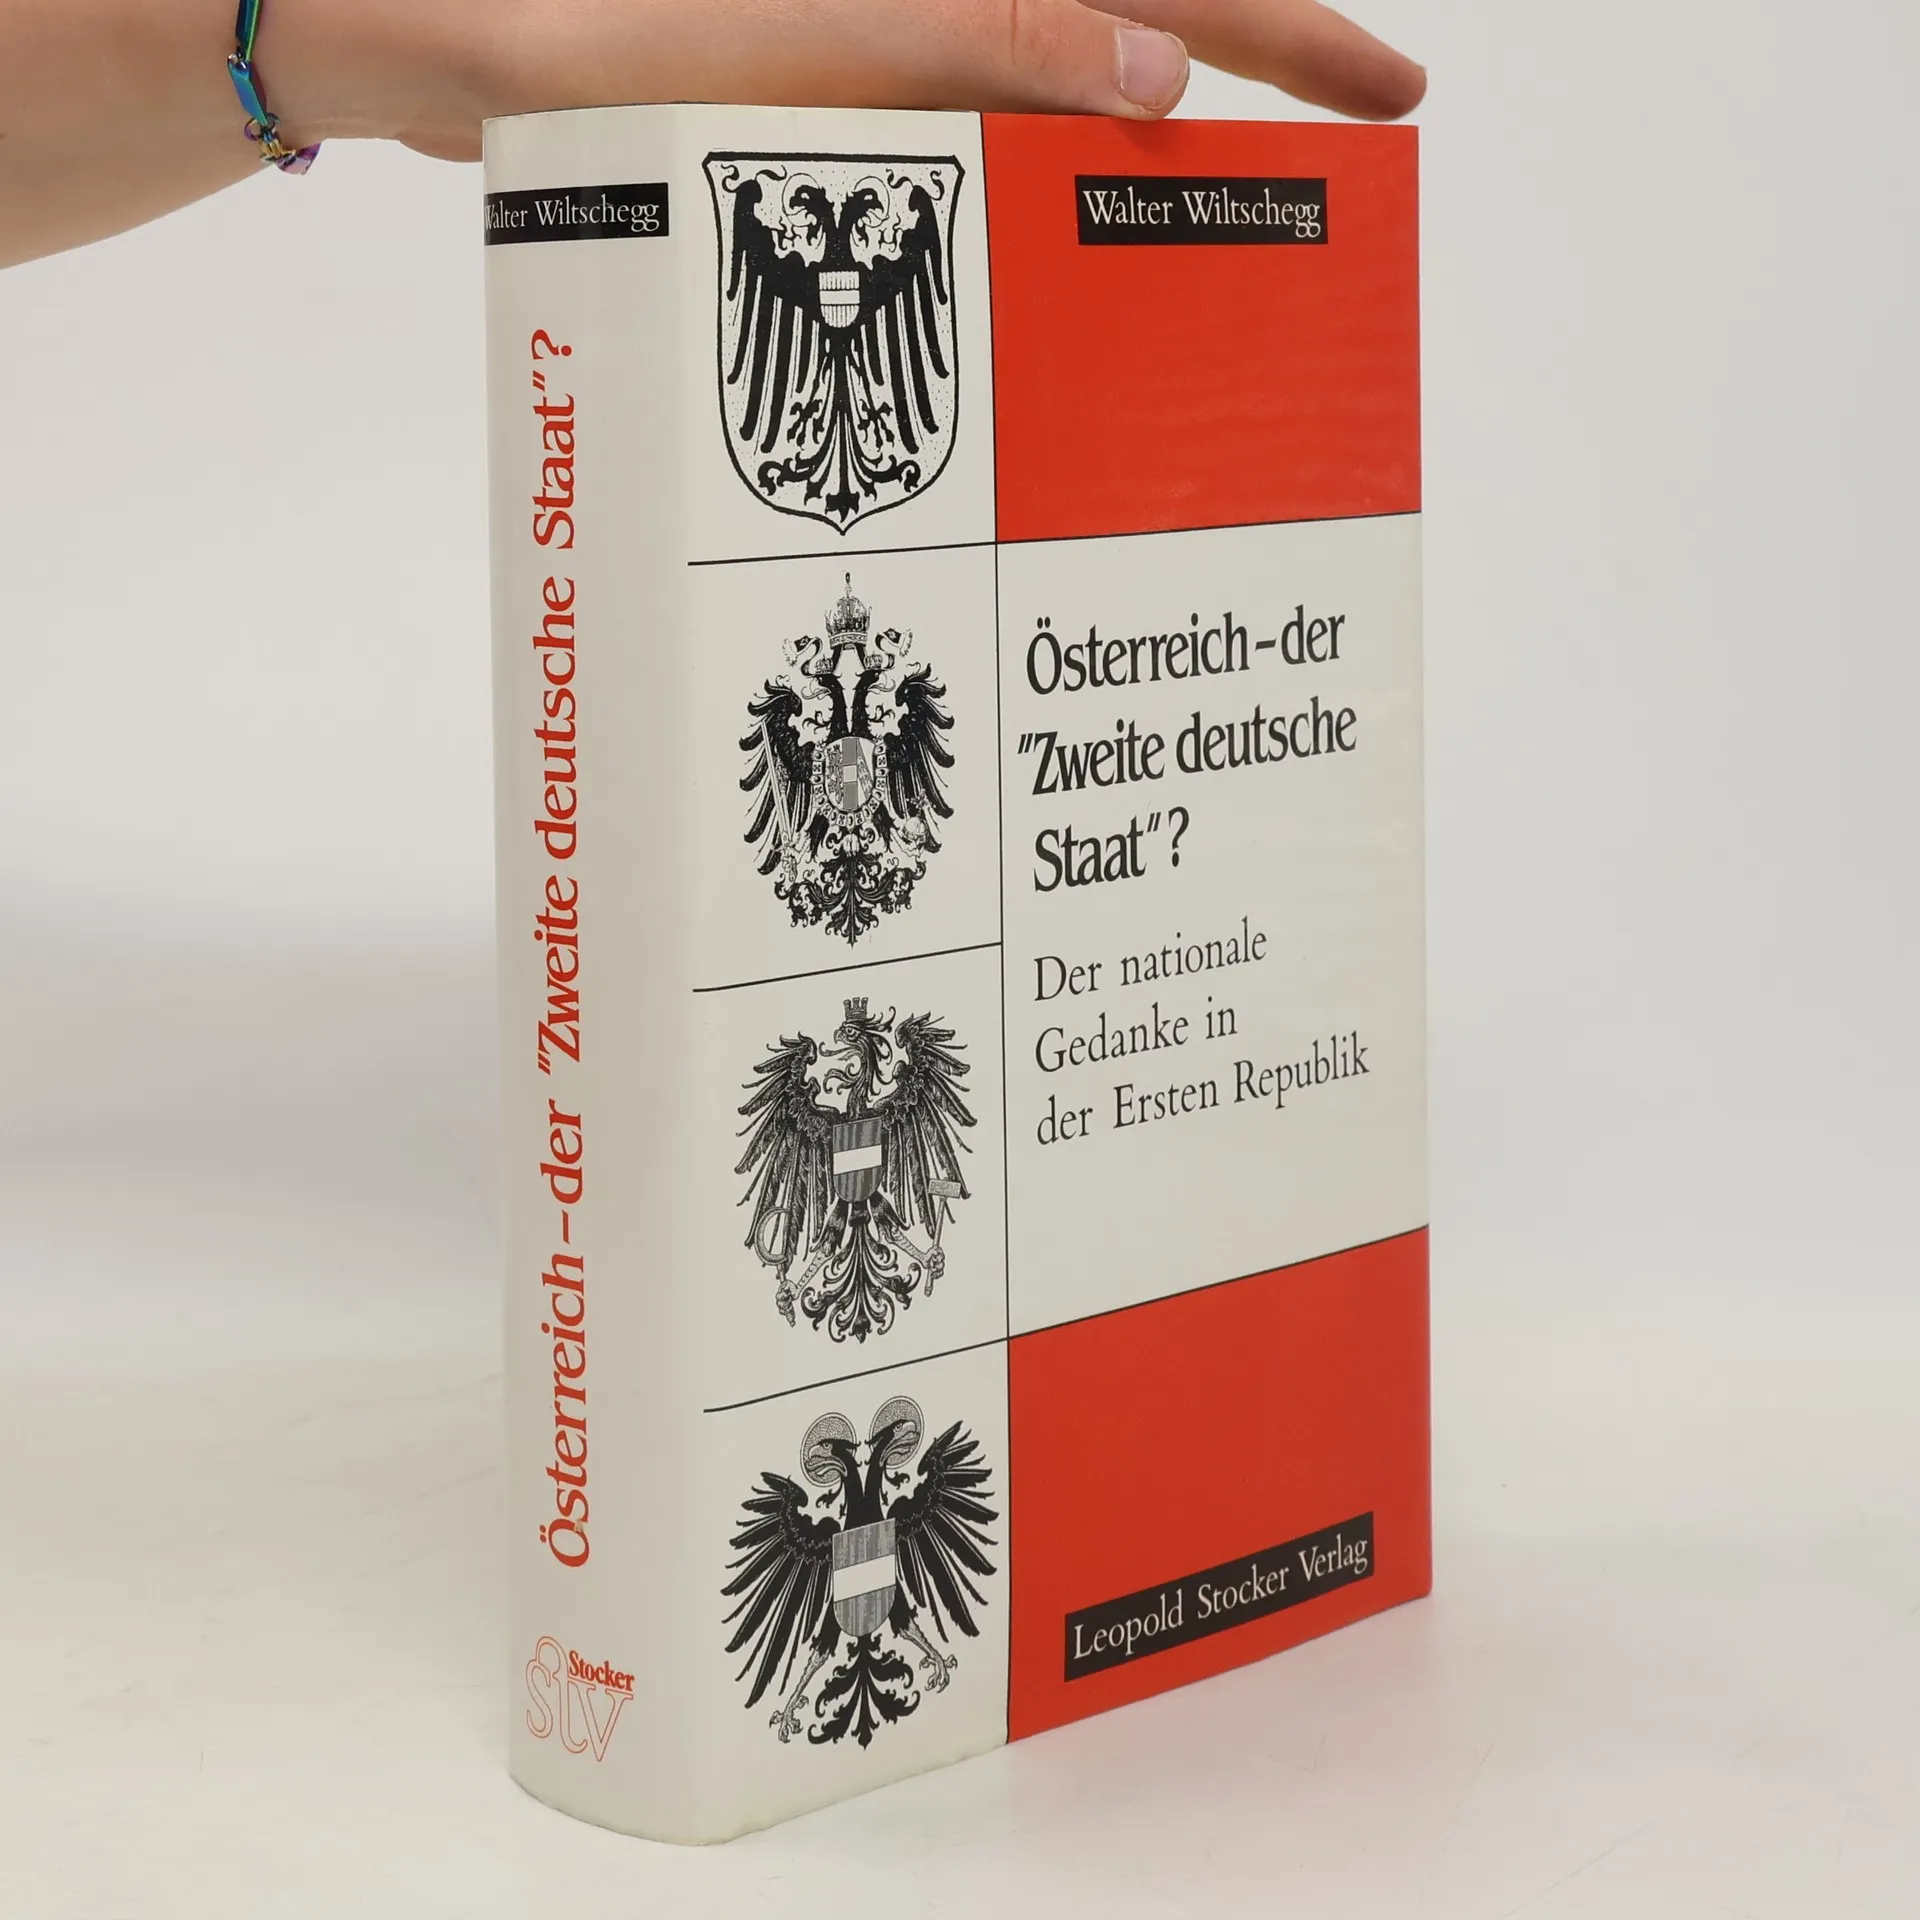 Walter Wiltschegg
Österreich-der "Zweite deutsche Staat"?
Stocker
stv
Walter Wiltschegg
Österreich-der
"Zweite deutsche
Staat"?
Der nationale
Gedanke in
der Ersten Republik
Leopold Stocker Verlag